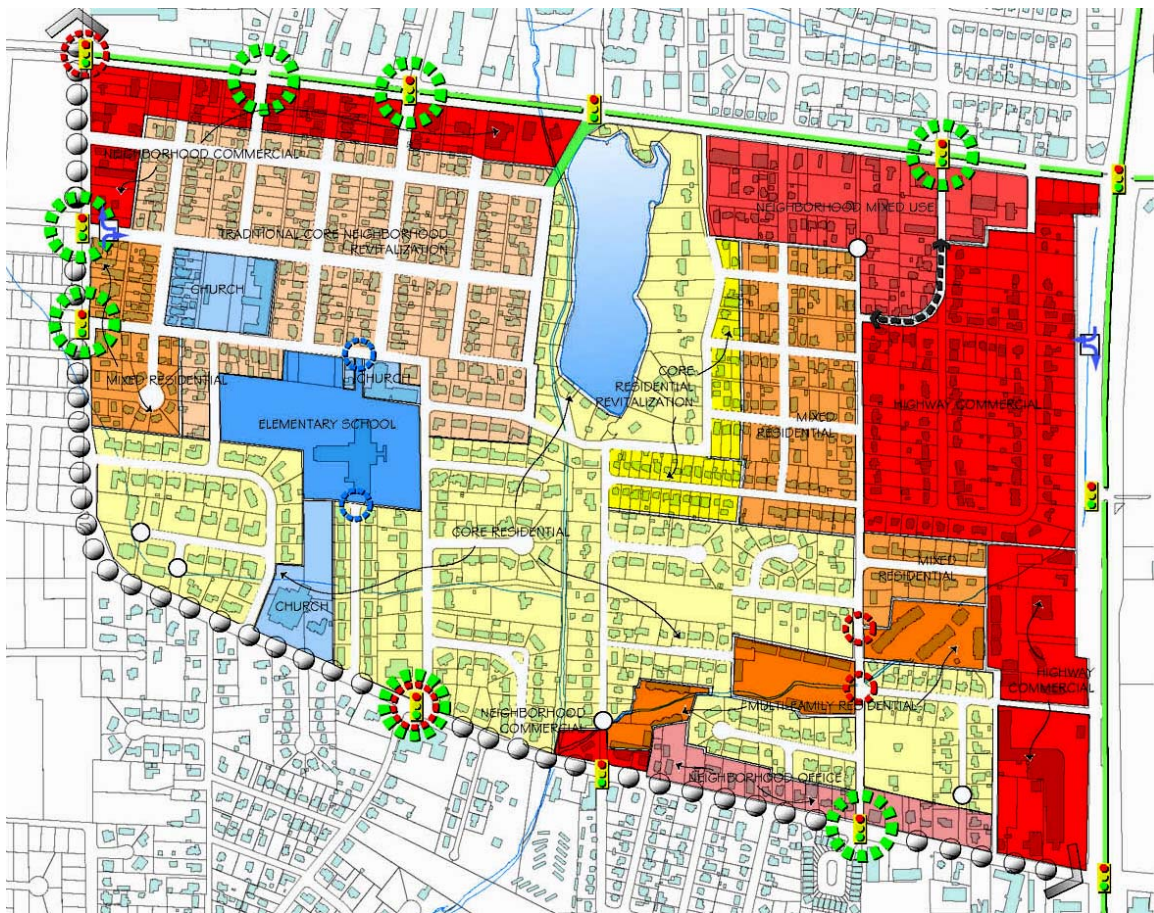 NEIGHBORHOOD COMMERCIAL
NEIGHBORHOOD MIXED USE
TRADITIONAL CORE NEIGHBORHOOD
REVITALIZATION
CHURCH
MIXED RESIDENTIAL
CHURCH
CORE
RESIDENTIAL
REVITALIZATION
HIGHWAY COMMERCIAL
MIXED
RESIDENTIAL
ELEMENTARY SCHOOL
CORE RESIDENTIAL
MIXED
RESIDENTIAL
CHURCH
HIGHWAY
COMMERCIAL
NEIGHBORHOOD
COMMERCIAL
MULTI-FAMILY RESIDENTIAL
NEIGHBORHOOD OFFICE